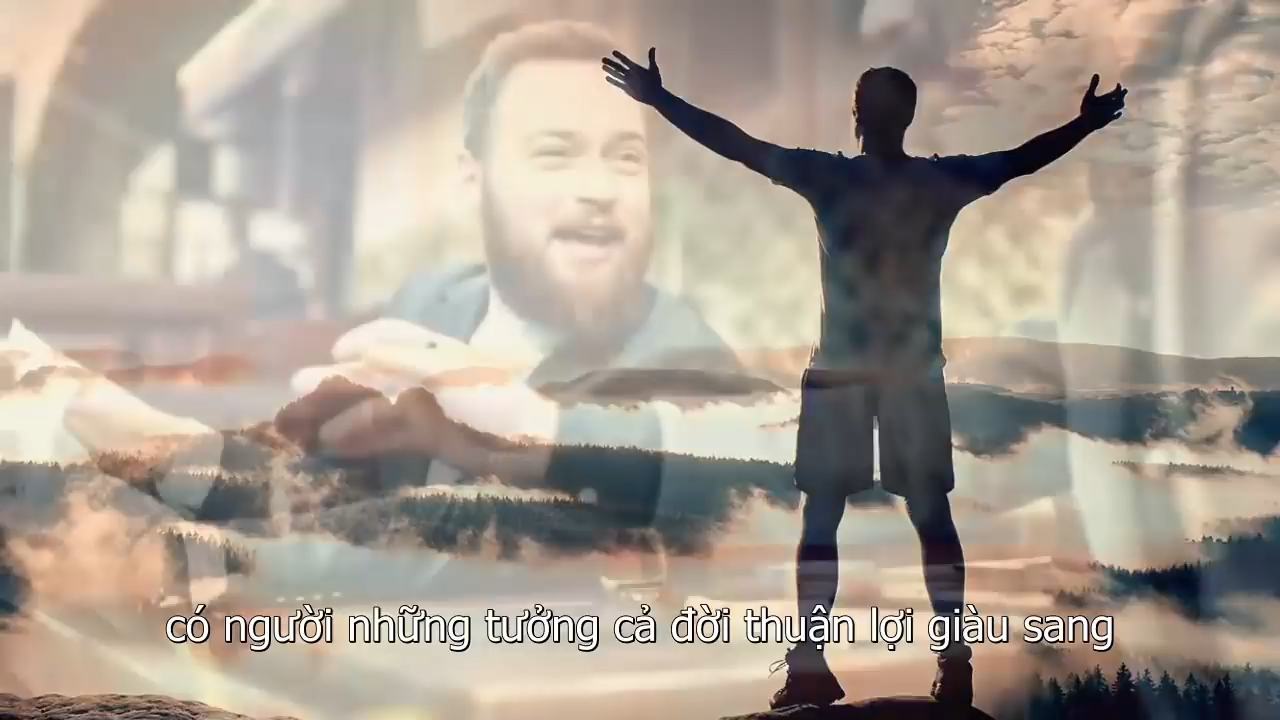 có người những tưởng cả đời thuận lợi giàu sang